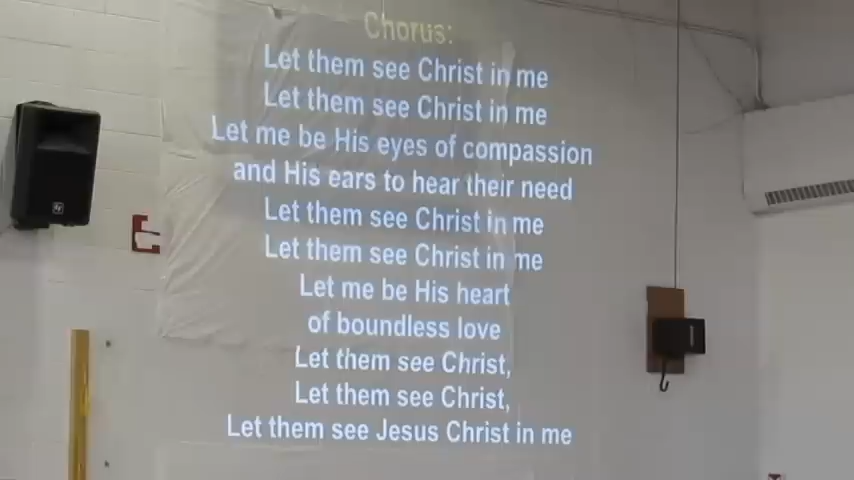 Chorus:
Let them see Christ in me
Let them see Christ in me
Let me be His eyes of compassion
and His ears to hear their need
Let them see Christ in me
Let them see Christ in me
Let me be His heart
of boundless love
Let them see Christ,
Let them see Christ,
Let them see Jesus Christ in me